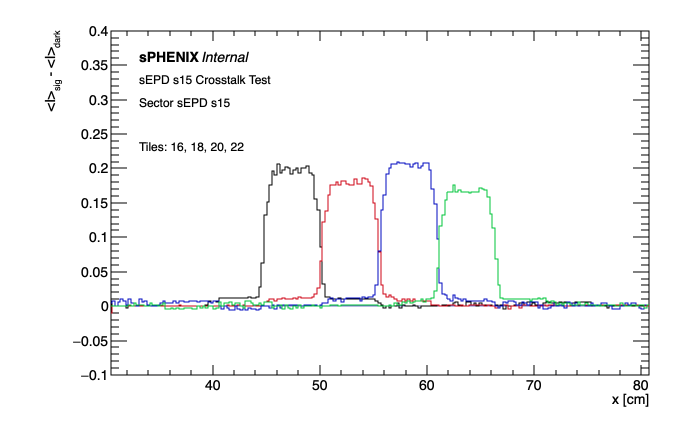 <I>sig - <I>dark
0.4
0.35
0.3
0.25
0.2
0.15
0.1
0.05
0
−0.05
−0.1
sPHENIX Internal
sEPD s15 Crosstalk Test
Sector sEPD s15
Tiles: 16, 18, 20, 22
40 50 60 70 80
x [cm]